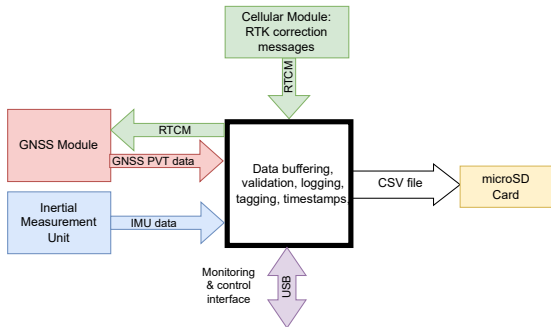 Cellular Module:
RTK correction
messages
RTCM
GNSS Module
RTCM
GNSS PVT data
Data buffering,
validation, logging,
tagging, timestamps,
CSV file
microSD
Card
Inertial
Measurement
Unit
IMU data
Monitoring
& control
interface
USB